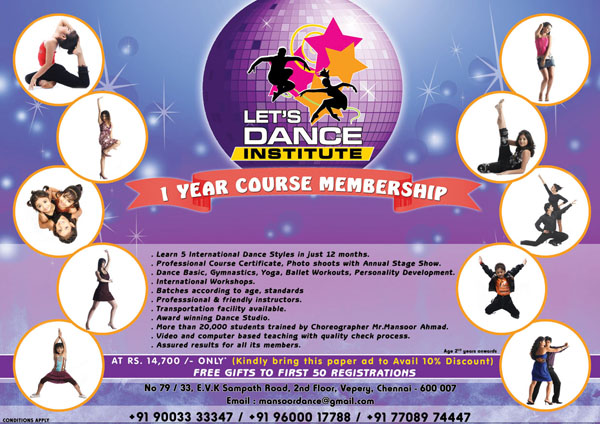 LET'S
DANCE
INSTITUTE
1 YEAR COURSE MEMBERSHIP
. Learn 5 International Dance Styles in just 12 months.
. Professional Course Certificate, Photo shoots with Annual Stage Show.
. Dance Basic, Gymnastics, Yoga, Ballet Workouts, Personality Development.
. International Workshops.
. Batches according to age, standards
. Professsional & friendly instructors.
. Transportation facility available.
. Award winning Dance Studio.
. More than 20,000 students trained by Choreographer Mr.Mansoor Ahmad.
. Video and computer based teaching with quality check process.
. Assured results for all its members.
Age 2nd years onwards
AT RS. 14,700 /- ONLY* (Kindly bring this paper ad to Avail 10% Discount)
FREE GIFTS TO FIRST 50 REGISTRATIONS
No 79 / 33, E.V.K Sampath Road, 2nd Floor, Vepery, Chennai - 600 007
Email : mansoordance@gmail.com
CONDITIONS APPLY
+91 90033 33347 / +91 96000 17788 / +91 77089 74447